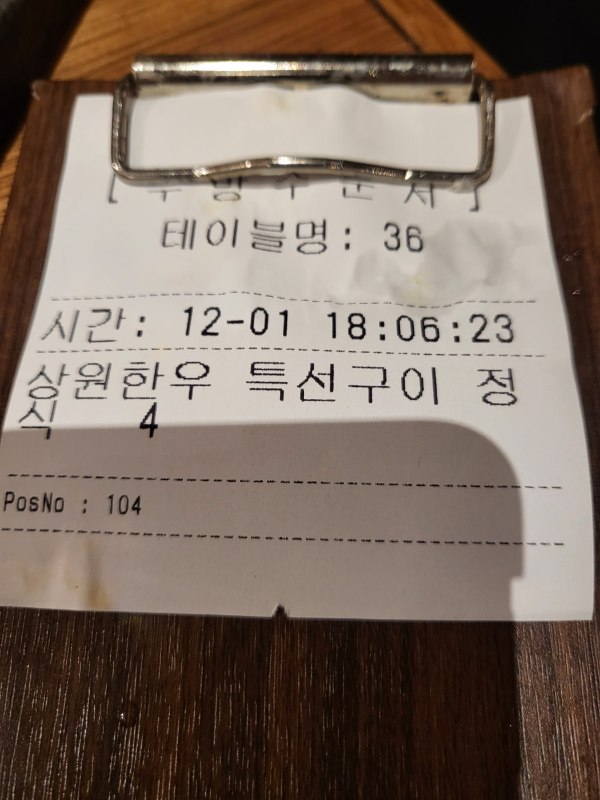 테이블명: 36
시간: 12-01 18:06:23
상원한우 특선구이 정
식 4
PosNo : 104